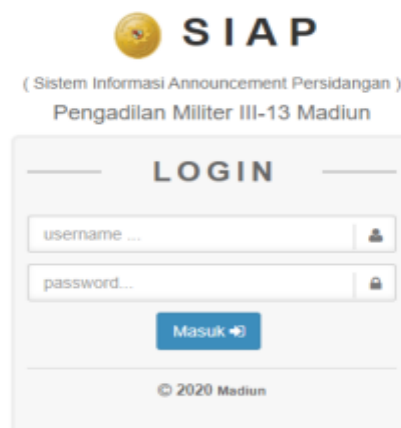 SIAP
( Sistem Informasi Announcement Persidangan )
Pengadilan Militer III-13 Madiun
LOGIN
username ...
password...
Masuk
© 2020 Madiun